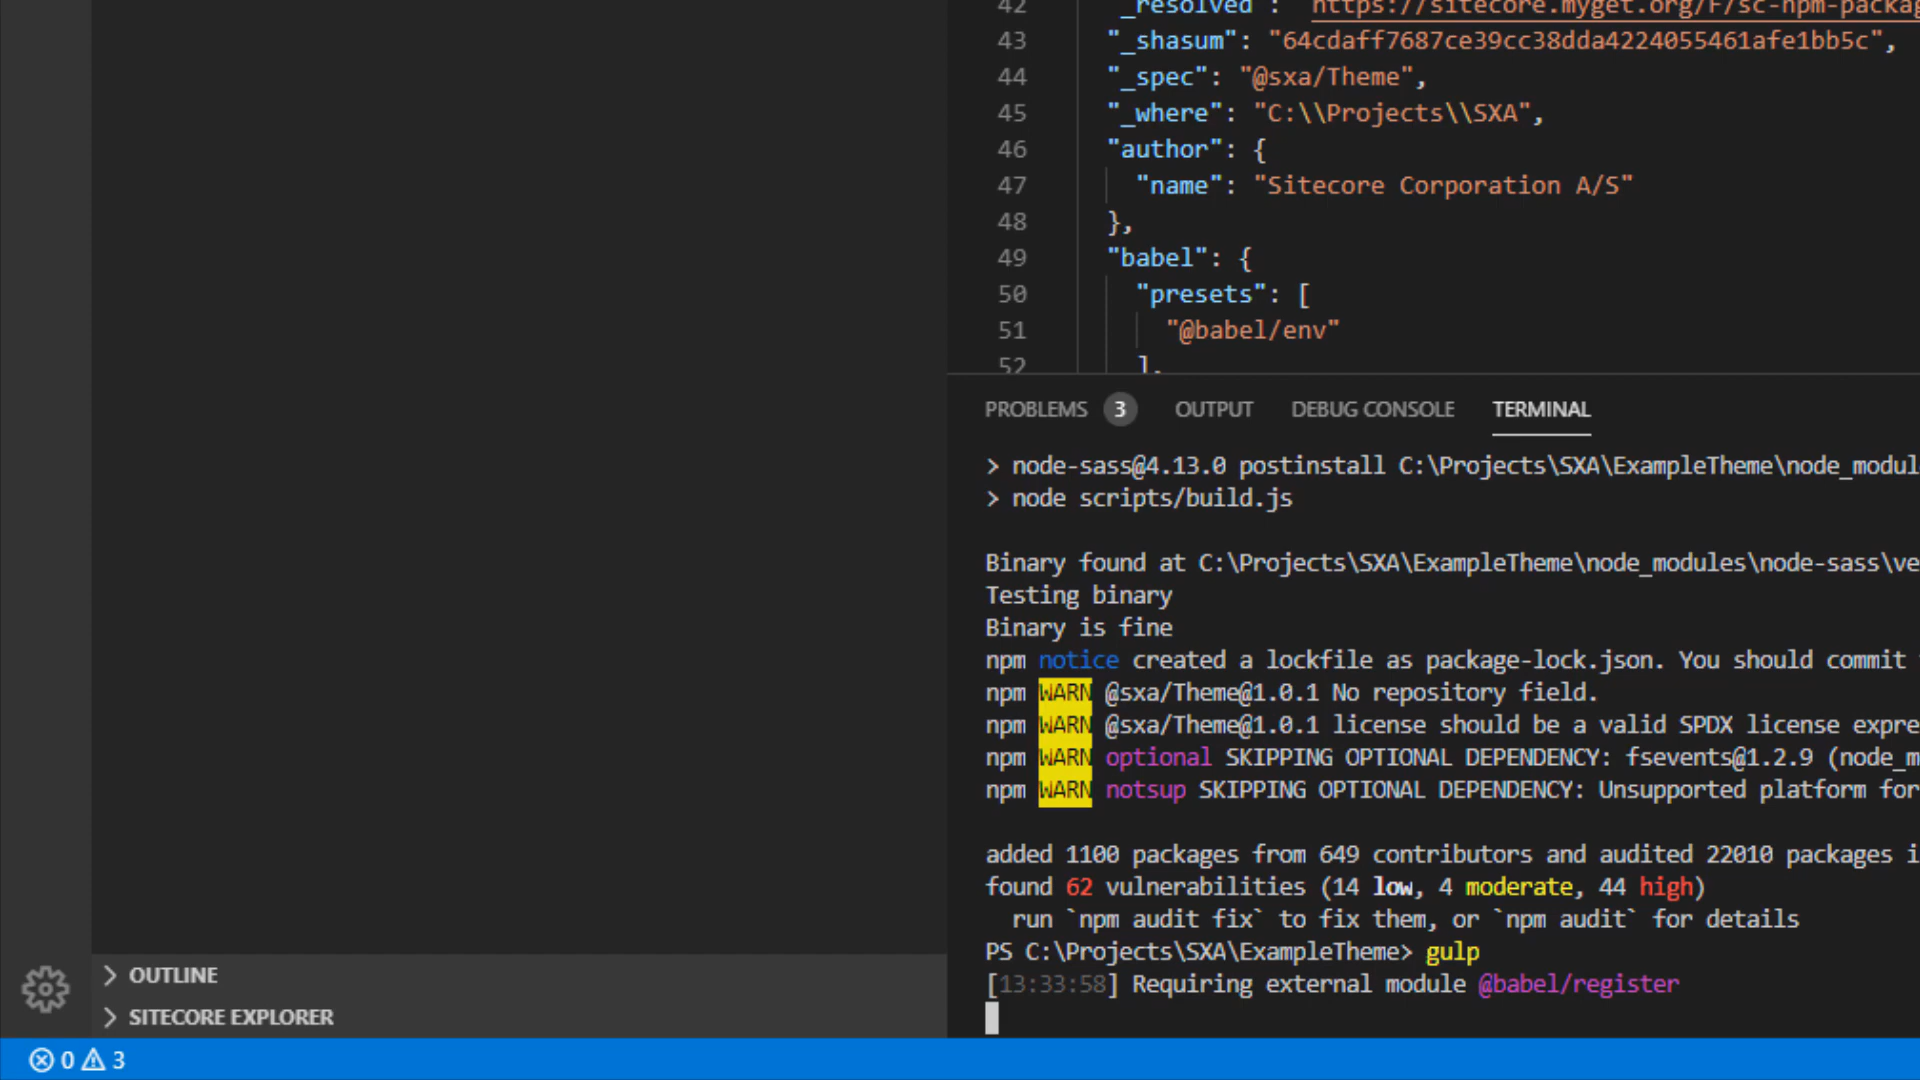 42 "_resolved": "https://sitecore.myget.org/F/sc-npm-packag
43 "_shasum": "64cdaff7687ce39cc38dda4224055461afe1bb5c",
44 "_spec": "@sxa/Theme",
45 "_where": "C:\\Projects\\SXA",
46 "author": {
47 "name": "Sitecore Corporation A/S"
48 },
49 "babel": {
50 "presets": [
51 "@babel/env"
52 ],
PROBLEMS 3 OUTPUT DEBUG CONSOLE TERMINAL
> node-sass@4.13.0 postinstall C:\Projects\SXA\ExampleTheme\node_modul
> node scripts/build.js
Binary found at C:\Projects\SXA\ExampleTheme\node_modules\node-sass\ve
Testing binary
Binary is fine
npm notice created a lockfile as package-lock.json. You should commit
npm WARN @sxa/Theme@1.0.1 No repository field.
npm WARN @sxa/Theme@1.0.1 license should be a valid SPDX license expre
npm WARN optional SKIPPING OPTIONAL DEPENDENCY: fsevents@1.2.9 (node_m
npm WARN notsup SKIPPING OPTIONAL DEPENDENCY: Unsupported platform for
added 1100 packages from 649 contributors and audited 22010 packages i
found 62 vulnerabilities (14 low, 4 moderate, 44 high)
run `npm audit fix` to fix them, or `npm audit` for details
PS C:\Projects\SXA\ExampleTheme> gulp
[13:33:58] Requiring external module @babel/register
OUTLINE
SITECORE EXPLORER
0 3